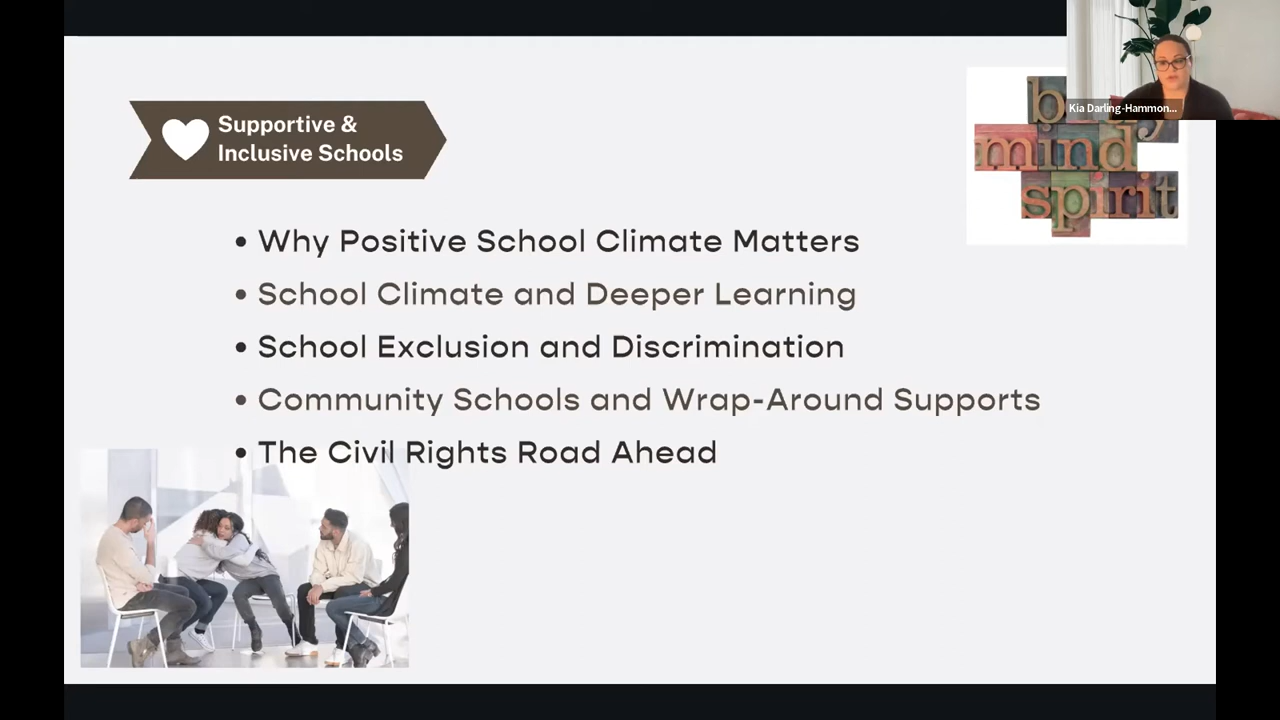 Supportive &
Inclusive Schools
Kia Darling-Hammon...
mind
spirit
• Why Positive School Climate Matters
• School Climate and Deeper Learning
• School Exclusion and Discrimination
• Community Schools and Wrap-Around Supports
• The Civil Rights Road Ahead